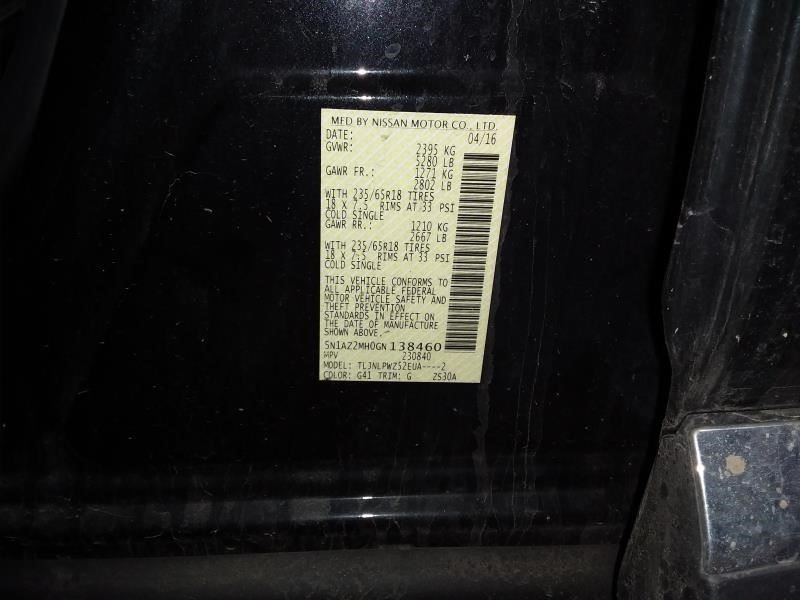 MFD BY NISSAN MOTOR CO., LTD.
DATE: 04/16
GVWR: 2395 KG
5280 LB
GAWR FR.: 1271 KG
2802 LB
WITH 235/65R18 TIRES
18 X 7.5 RIMS AT 33 PSI
COLD SINGLE
GAWR RR.: 1210 KG
2667 LB
WITH 235/65R18 TIRES
18 X 7.5 RIMS AT 33 PSI
COLD SINGLE
THIS VEHICLE CONFORMS TO
ALL APPLICABLE FEDERAL
MOTOR VEHICLE SAFETY AND
THEFT PREVENTION
STANDARDS IN EFFECT ON
THE DATE OF MANUFACTURE
SHOWN ABOVE.
5N1AZ2MH0GN138460
MPV 230840
MODEL: TLJNLPWZ52EUA----2
COLOR: G41 TRIM: G ZS30A